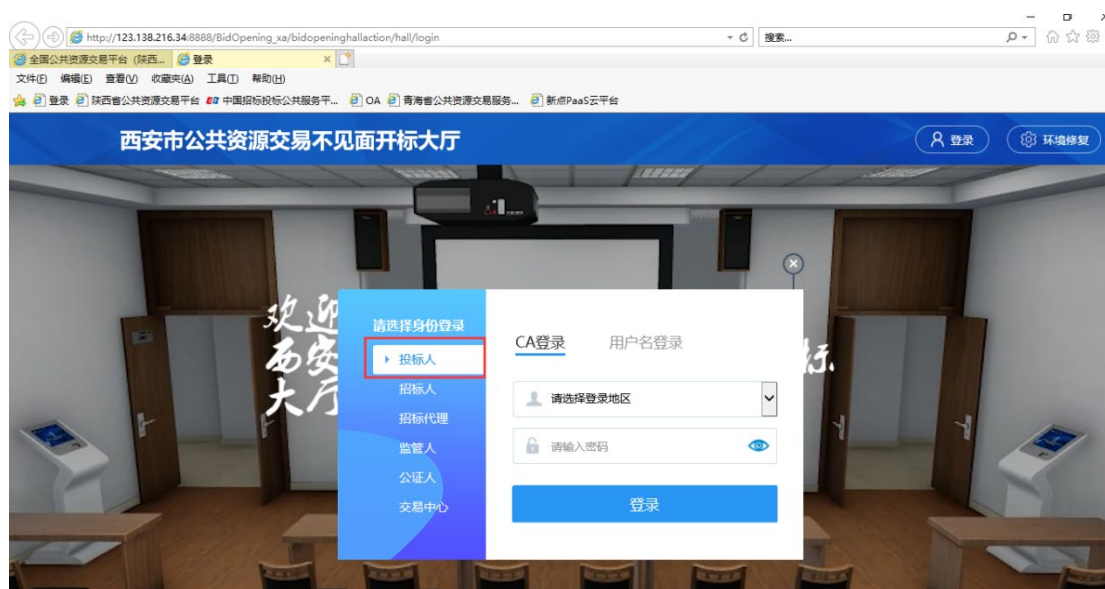 http://123.138.216.34:8888/BidOpening_xa/bidopeninghallaction/hall/login
搜索...
全国公共资源交易平台（陕西...
登录
文件(F) 编辑(E) 查看(V) 收藏夹(A) 工具(T) 帮助(H)
登录 陕西省公共资源交易平台 中国招标投标公共服务平... OA 青海省公共资源交易服务... 新点PaaS云平台
西安市公共资源交易不见面开标大厅
登录
环境修复
欢迎
西安
标
大厅
请选择身份登录
投标人
招标人
招标代理
监管人
公证人
交易中心
CA登录 用户名登录
请选择登录地区
请输入密码
登录